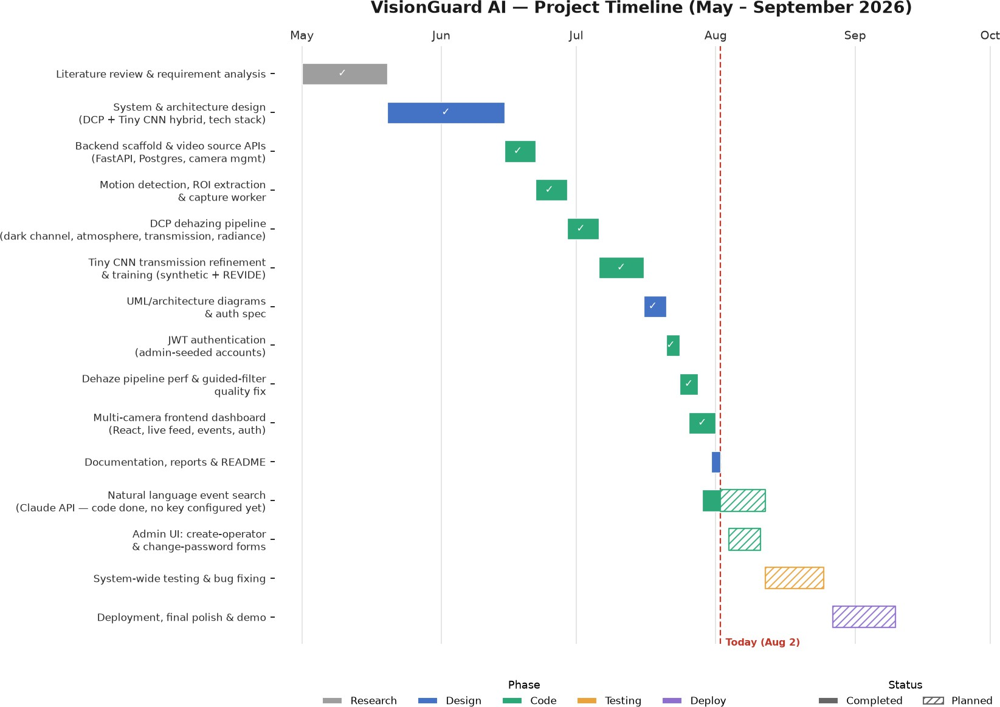 VisionGuard AI — Project Timeline (May – September 2026)
May Jun Jul Aug Sep Oct
Literature review & requirement analysis
✓
System & architecture design
(DCP + Tiny CNN hybrid, tech stack)
✓
Backend scaffold & video source APIs
(FastAPI, Postgres, camera mgmt)
✓
Motion detection, ROI extraction
& capture worker
✓
DCP dehazing pipeline
(dark channel, atmosphere, transmission, radiance)
✓
Tiny CNN transmission refinement
& training (synthetic + REVIDE)
✓
UML/architecture diagrams
& auth spec
✓
JWT authentication
(admin-seeded accounts)
✓
Dehaze pipeline perf & guided-filter
quality fix
✓
Multi-camera frontend dashboard
(React, live feed, events, auth)
✓
Documentation, reports & README
Natural language event search
(Claude API — code done, no key configured yet)
Admin UI: create-operator
& change-password forms
System-wide testing & bug fixing
Deployment, final polish & demo
Today (Aug 2)
Phase
Research Design Code Testing Deploy
Status
Completed Planned